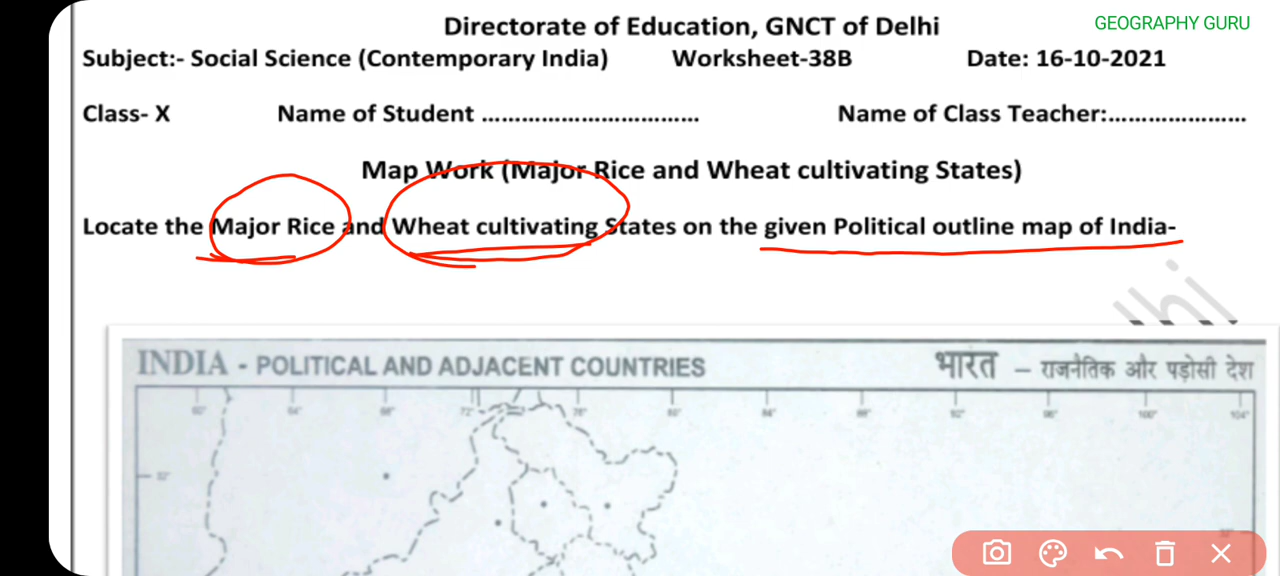 GEOGRAPHY GURU
Directorate of Education, GNCT of Delhi
Subject:- Social Science (Contemporary India) Worksheet-38B Date: 16-10-2021
Class- X Name of Student ................................. Name of Class Teacher:.....................
Map Work (Major Rice and Wheat cultivating States)
Locate the Major Rice and Wheat cultivating States on the given Political outline map of India-
INDIA - POLITICAL AND ADJACENT COUNTRIES भारत – राजनैतिक और पड़ोसी देश